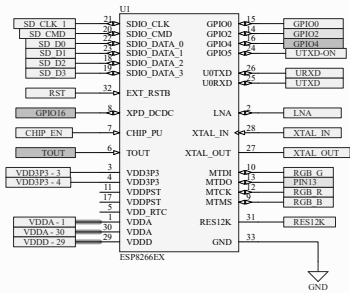 U1
SD_CLK 1 21 SDIO_CLK GPIO0 15 GPIO0
SD_CMD 20 SDIO_CMD GPIO2 14 GPIO2
SD_D0 22 SDIO_DATA_0 GPIO4 16 GPIO4
SD_D1 23 SDIO_DATA_1 GPIO5 24 UTXD-ON
SD_D2 18 SDIO_DATA_2
SD_D3 19 SDIO_DATA_3 U0TXD 26 URXD
U0RXD 25 UTXD
RST 32 EXT_RSTB
GPIO16 8 XPD_DCDC LNA 2 LNA
CHIP_EN 7 CHIP_PU XTAL_IN 28 XTAL_IN
TOUT 6 TOUT XTAL_OUT 27 XTAL_OUT
VDD3P3 - 3 3 VDD3P3 MTDI 10 RGB_G
VDD3P3 - 4 4 VD3P3 MTDO 13 PIN13
11 VDDPST MTCK 12 RGB_R
17 VDDPST MTMS 9 RGB_B
5 VDD_RTC
VDDA - 1 1 VDDA RES12K 31 RES12K
VDDA - 30 30 VDDA
VDDD - 29 29 VDDD GND 33
ESP8266EX
GND